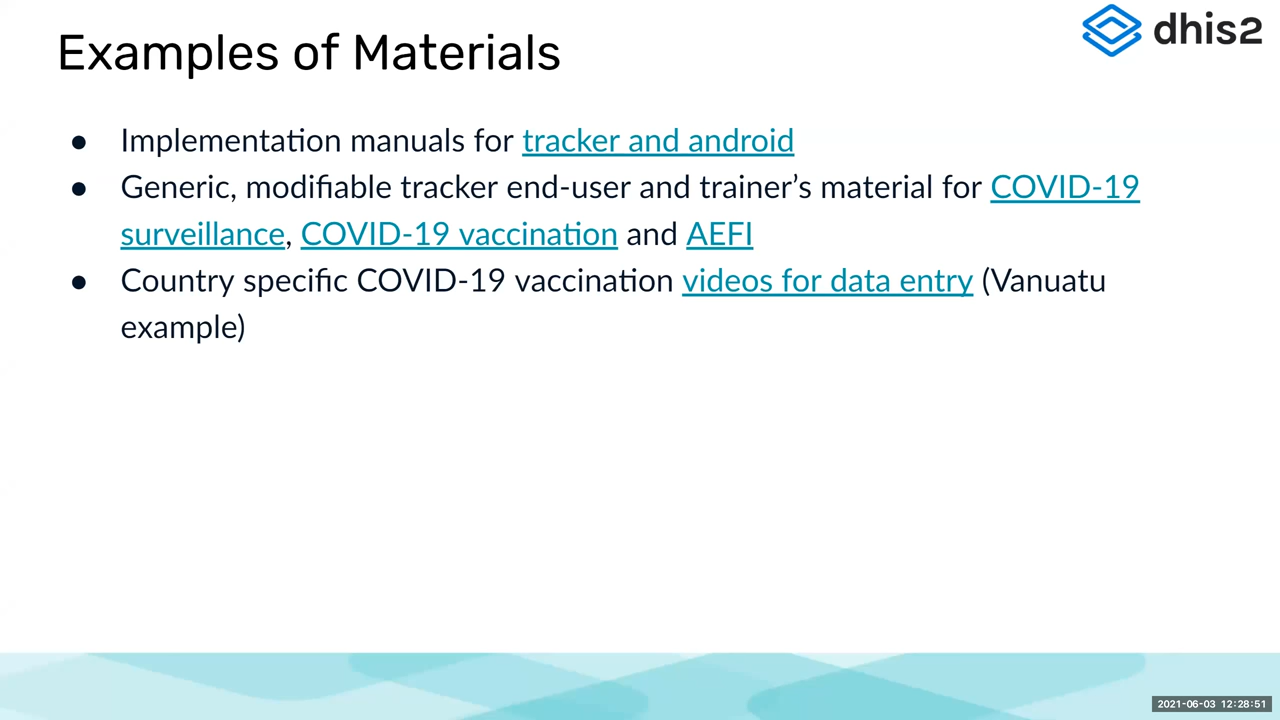 Examples of Materials
dhis2
● Implementation manuals for tracker and android
● Generic, modifiable tracker end-user and trainer’s material for COVID-19
surveillance, COVID-19 vaccination and AEFI
● Country specific COVID-19 vaccination videos for data entry (Vanuatu
example)
2021-06-03 12:28:51